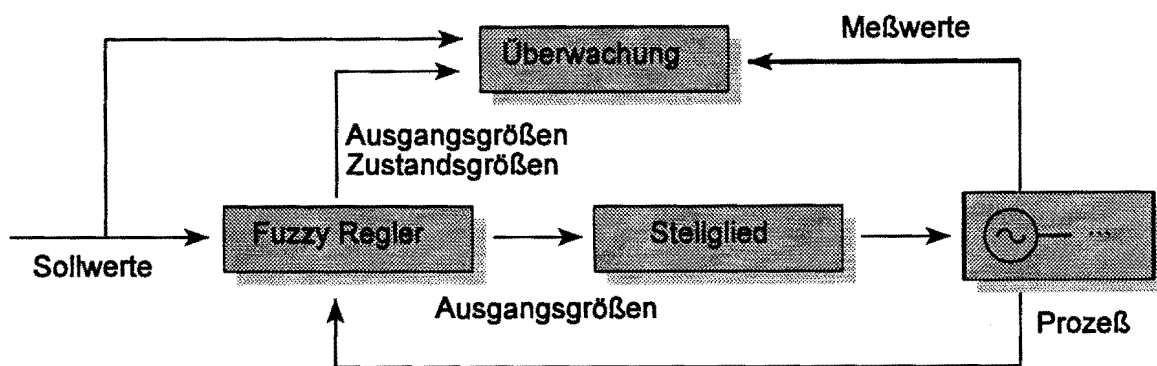 Überwachung
Meßwerte
Ausgangsgrößen
Zustandsgrößen
Fuzzy Regler
Stellglied
~
...
Sollwerte
Ausgangsgrößen
Prozeß